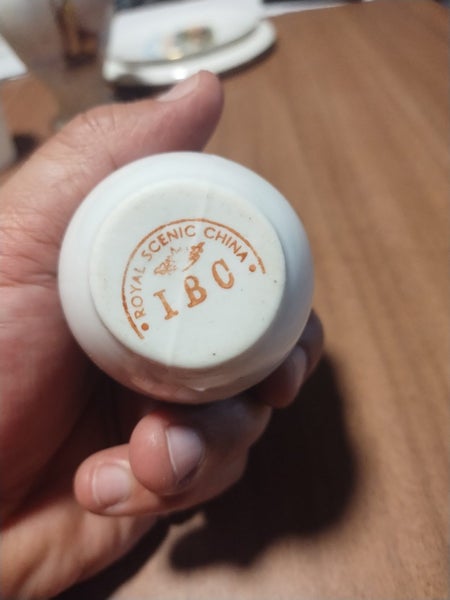 • ROYAL SCENIC CHINA •
IBC